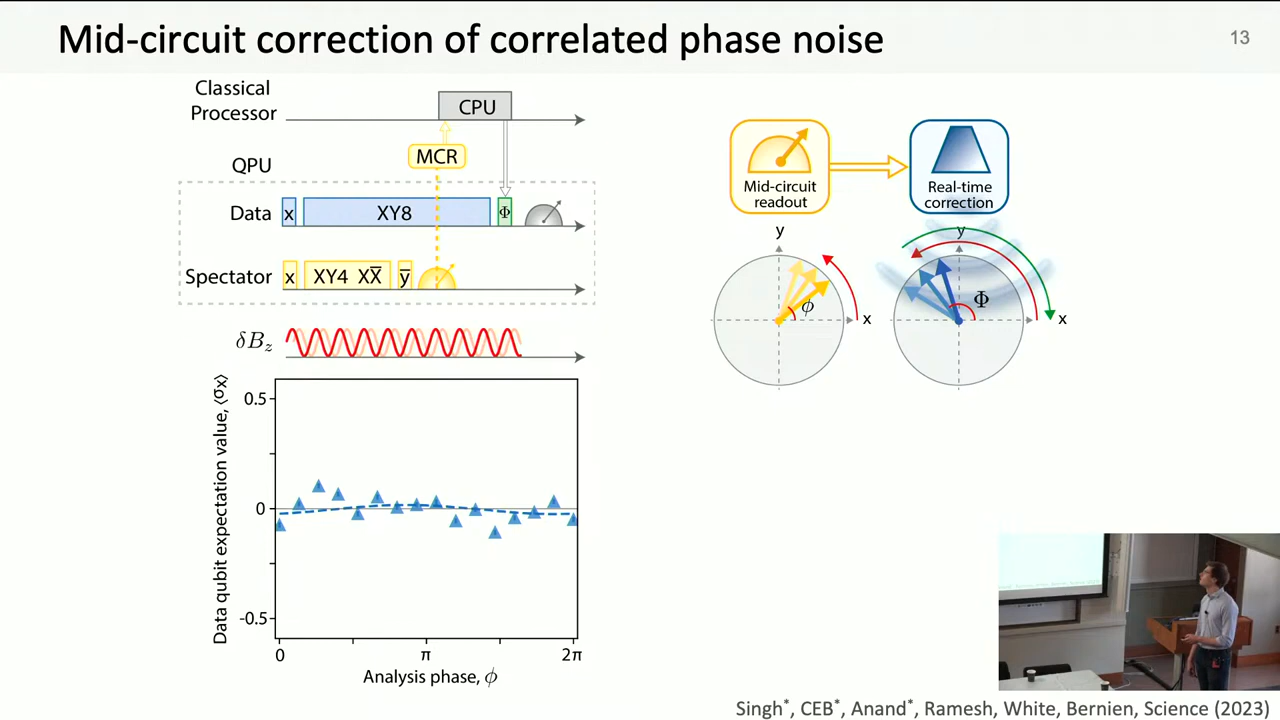 Mid-circuit correction of correlated phase noise
13
Classical
Processor
CPU
MCR
QPU
Data
x
XY8
Φ
Spectator
x
XY4 XX̅
y̅
δB_z
Mid-circuit
readout
Real-time
correction
y
x
ϕ
y
x
Φ
Data qubit expectation value, ⟨σx⟩
0.5
0
-0.5
0
π
2π
Analysis phase, ϕ
Singh*, CEB*, Anand*, Ramesh, White, Bernien, Science (2023)